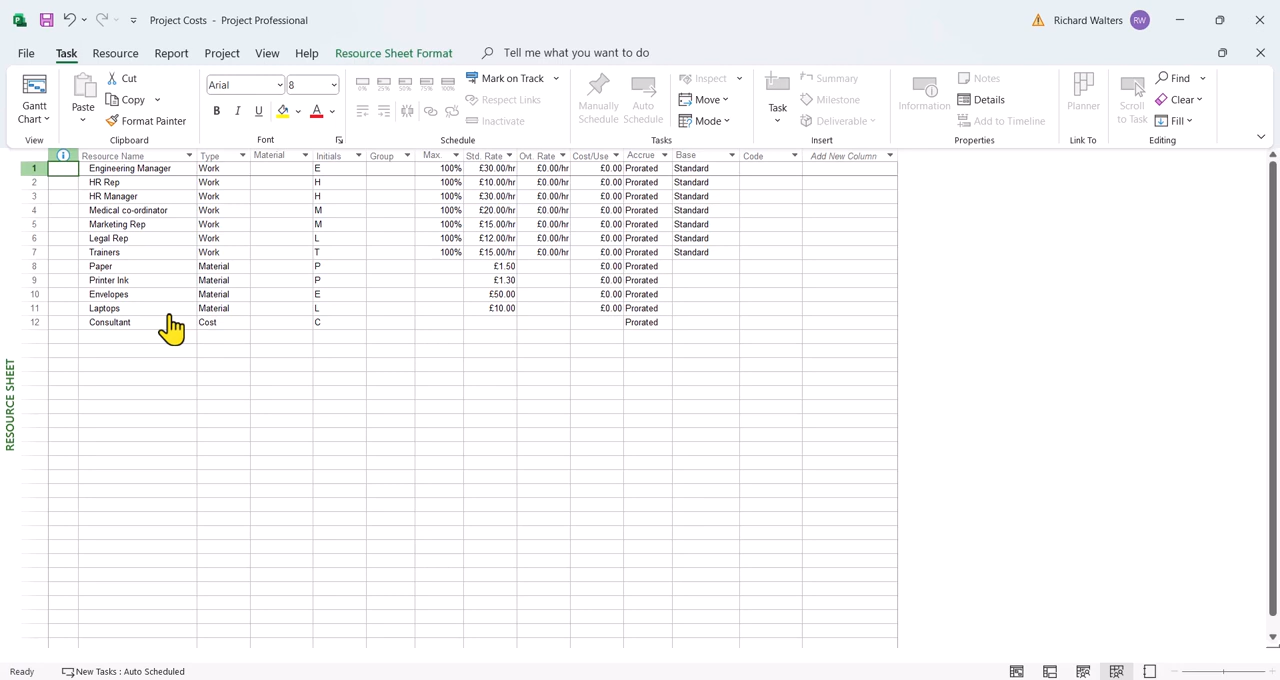 Project Costs - Project Professional
Richard Walters RW
File Task Resource Report Project View Help Resource Sheet Format Tell me what you want to do
Gantt Chart
View
Paste
Cut
Copy
Format Painter
Clipboard
Arial 8
B I U A
Font
0% 25% 50% 75% 100%
Mark on Track
Respect Links
Inactivate
Schedule
Manually Schedule
Auto Schedule
Inspect
Move
Mode
Tasks
Task
Summary
Milestone
Deliverable
Insert
Information
Notes
Details
Add to Timeline
Properties
Planner
Link To
Scroll to Task
Find
Clear
Fill
Editing
Resource Name Type Material Initials Group Max. Std. Rate Ovt. Rate Cost/Use Accrue Base Code Add New Column
1 Engineering Manager Work E 100% £30.00/hr £0.00/hr £0.00 Prorated Standard
2 HR Rep Work H 100% £10.00/hr £0.00/hr £0.00 Prorated Standard
3 HR Manager Work H 100% £30.00/hr £0.00/hr £0.00 Prorated Standard
4 Medical co-ordinator Work M 100% £20.00/hr £0.00/hr £0.00 Prorated Standard
5 Marketing Rep Work M 100% £15.00/hr £0.00/hr £0.00 Prorated Standard
6 Legal Rep Work L 100% £12.00/hr £0.00/hr £0.00 Prorated Standard
7 Trainers Work T 100% £15.00/hr £0.00/hr £0.00 Prorated Standard
8 Paper Material P £1.50 £0.00 Prorated
9 Printer Ink Material P £1.30 £0.00 Prorated
10 Envelopes Material E £50.00 £0.00 Prorated
11 Laptops Material L £10.00 £0.00 Prorated
12 Consultant Cost C Prorated
RESOURCE SHEET
Ready New Tasks : Auto Scheduled